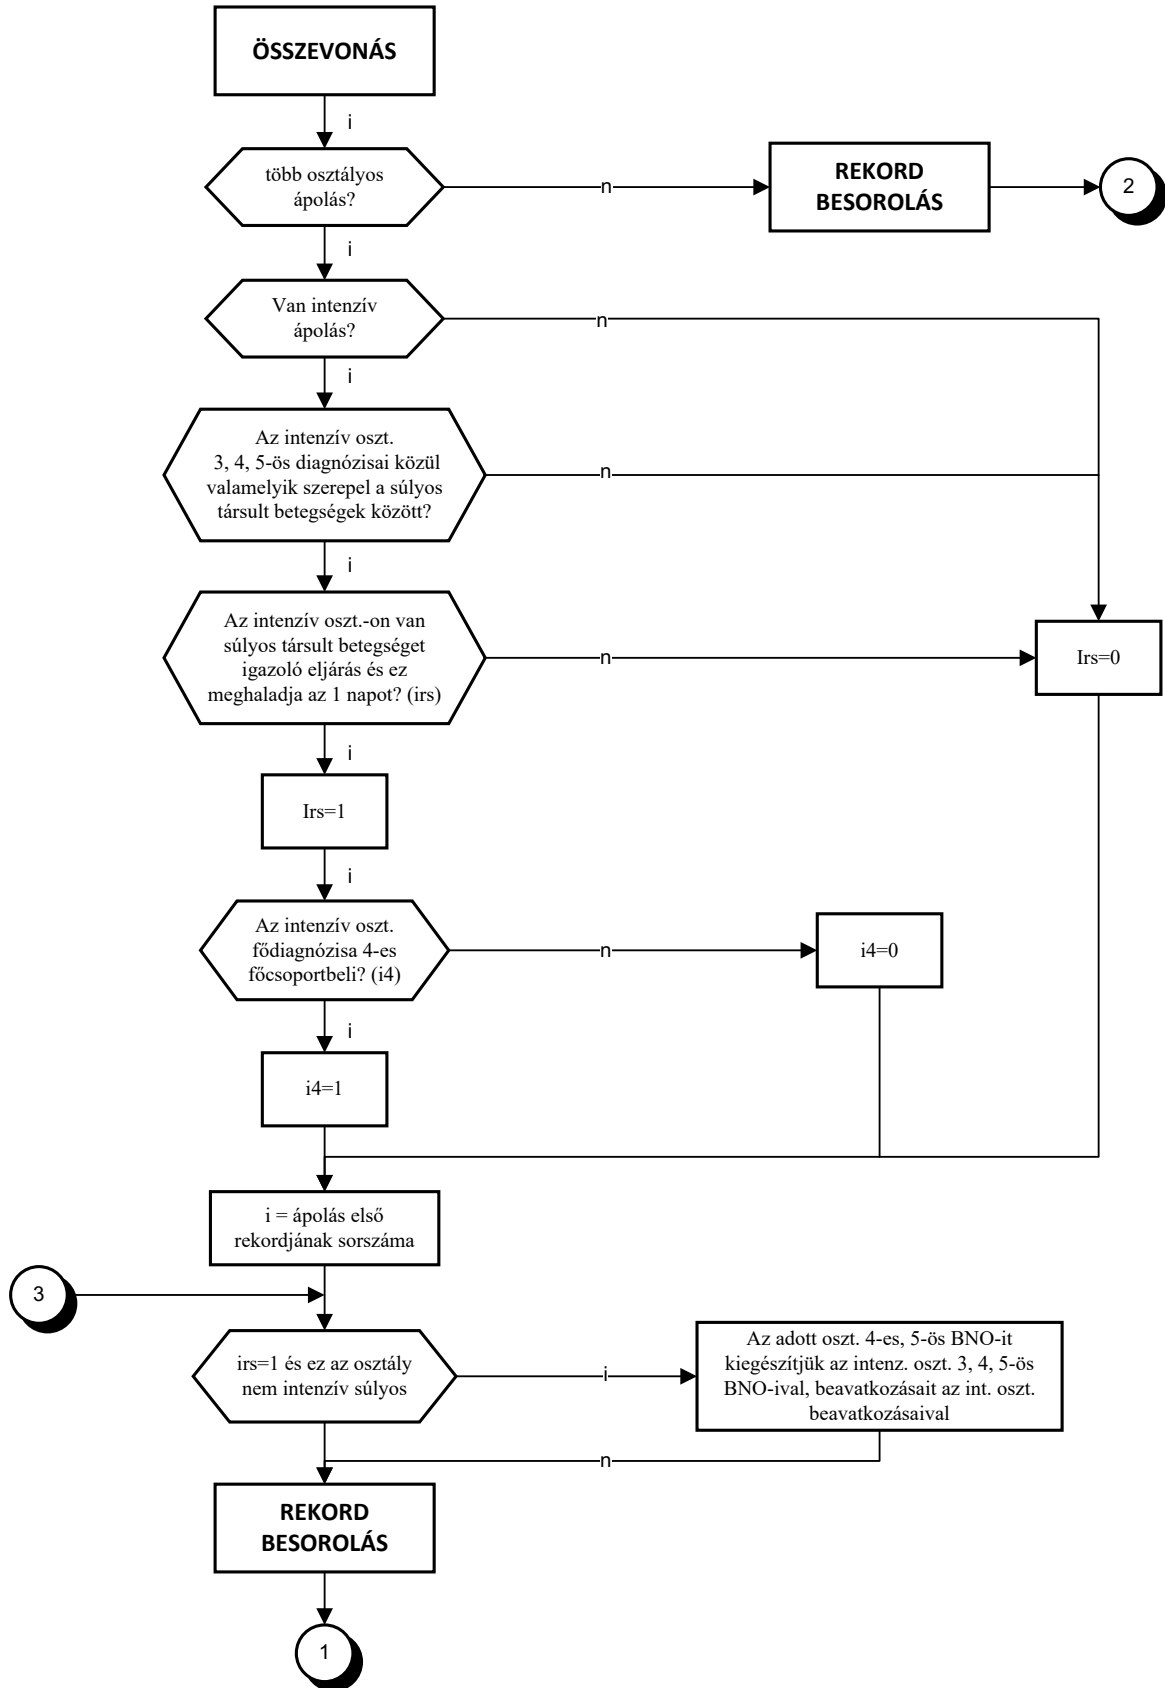 ÖSSZEVONÁS
i
több osztályos
ápolás?
n
REKORD
BESOROLÁS
2
i
Van intenzív
ápolás?
n
i
Az intenzív oszt.
3, 4, 5-ös diagnózisai közül
valamelyik szerepel a súlyos
társult betegségek között?
n
i
Az intenzív oszt.-on van
súlyos társult betegséget
igazoló eljárás és ez
meghaladja az 1 napot? (irs)
n
Irs=0
i
Irs=1
i
Az intenzív oszt.
fődiagnózisa 4-es
főcsoportbeli? (i4)
n
i4=0
i
i4=1
i = ápolás első
rekordjának sorszáma
3
irs=1 és ez az osztály
nem intenzív súlyos
i
Az adott oszt. 4-es, 5-ös BNO-it
kiegészítjük az intenz. oszt. 3, 4, 5-ös
BNO-ival, beavatkozásait az int. oszt.
beavatkozásaival
n
REKORD
BESOROLÁS
1